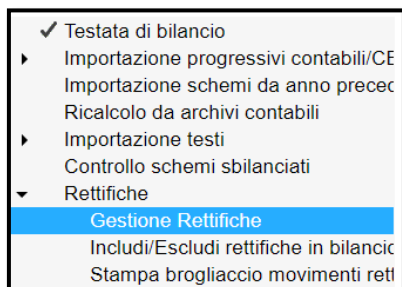 Testata di bilancio
Importazione progressivi contabili/CE
Importazione schemi da anno preced
Ricalcolo da archivi contabili
Importazione testi
Controllo schemi sbilanciati
Rettifiche
Gestione Rettifiche
Includi/Escludi rettifiche in bilancio
Stampa brogliaccio movimenti rett